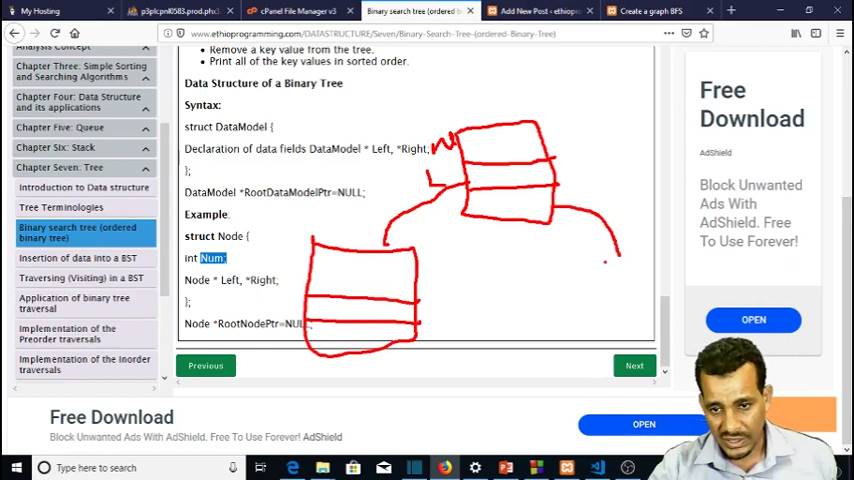 My Hosting
p3plcpnl0583.prod.phx
cPanel File Manager v3
Binary search tree (ordered b
Add New Post - ethiopro
Create a graph BFS
www.ethioprogramming.com/DATASTRUCTURE/Seven/Binary-Search-Tree-(ordered-Binary-Tree)
Analysis Concept
Chapter Three: Simple Sorting
and Searching Algorithms
Chapter Four: Data Structure
and its applications
Chapter Five: Queue
Chapter Six: Stack
Chapter Seven: Tree
Introduction to Data structure
Tree Terminologies
Binary search tree (ordered
binary tree)
Insertion of data into a BST
Traversing (Visiting) in a BST
Application of binary tree
traversal
Implementation of the
Preorder traversals
Implementation of the Inorder
traversals
• Remove a key value from the tree.
• Print all of the key values in sorted order.
Data Structure of a Binary Tree
Syntax:
struct DataModel {
Declaration of data fields DataModel * Left, *Right;
};
DataModel *RootDataModelPtr=NULL;
Example:
struct Node {
int Num;
Node * Left, *Right;
};
Node *RootNodePtr=NULL;
N
L
Previous
Next
Free
Download
AdShield
Block Unwanted
Ads With AdShield.
Free To Use
Forever!
OPEN
Free Download
Block Unwanted Ads With AdShield. Free To Use Forever! AdShield
OPEN
Type here to search